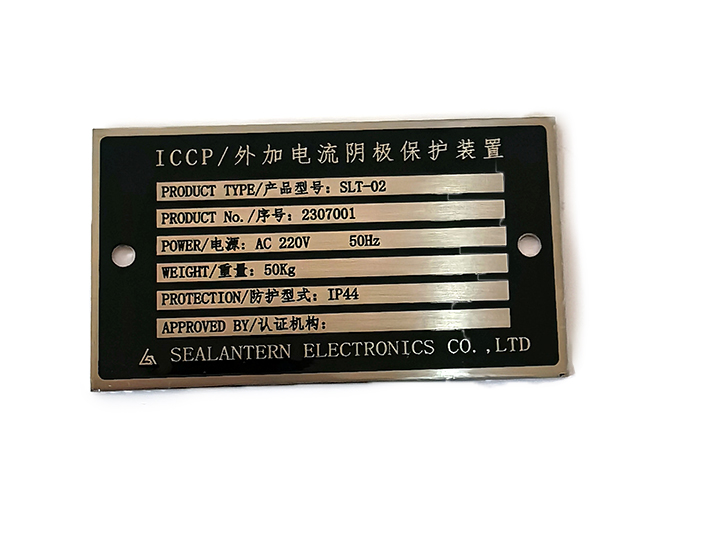 ICCP/外加电流阴极保护装置
PRODUCT TYPE/产品型号: SLT-02
PRODUCT No./序号: 2307001
POWER/电源: AC 220V 50Hz
WEIGHT/重量: 50Kg
PROTECTION/防护型式: IP44
APPROVED BY/认证机构:
SEALANTERN ELECTRONICS CO.,LTD